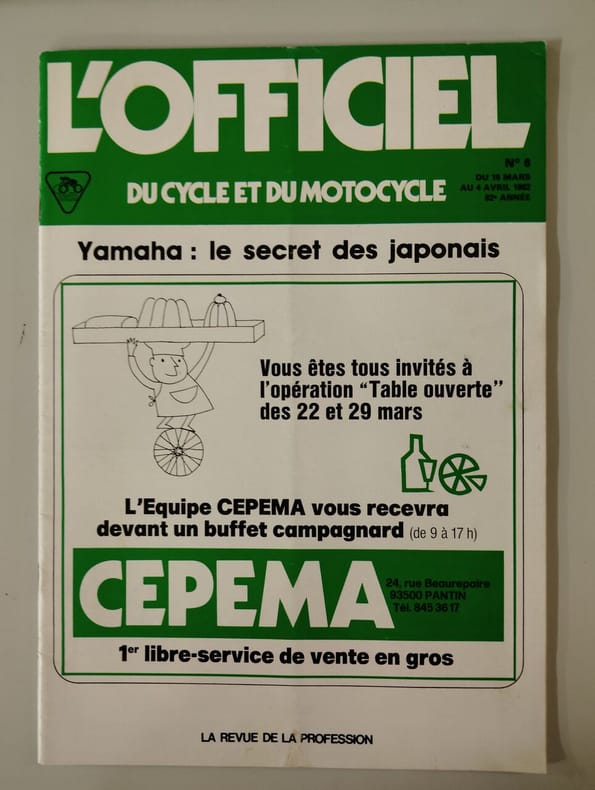 L'OFFICIEL
DU CYCLE ET DU MOTOCYCLE
N° 6
DU 16 MARS
AU 4 AVRIL 1982
92e ANNÉE
Yamaha : le secret des japonais
Vous êtes tous invités à
l'opération “Table ouverte”
des 22 et 29 mars
L'Equipe CEPEMA vous recevra
devant un buffet campagnard (de 9 à 17 h)
CEPEMA
24, rue Beaurepaire
93500 PANTIN
Tél. 845 36 17
1er libre-service de vente en gros
LA REVUE DE LA PROFESSION